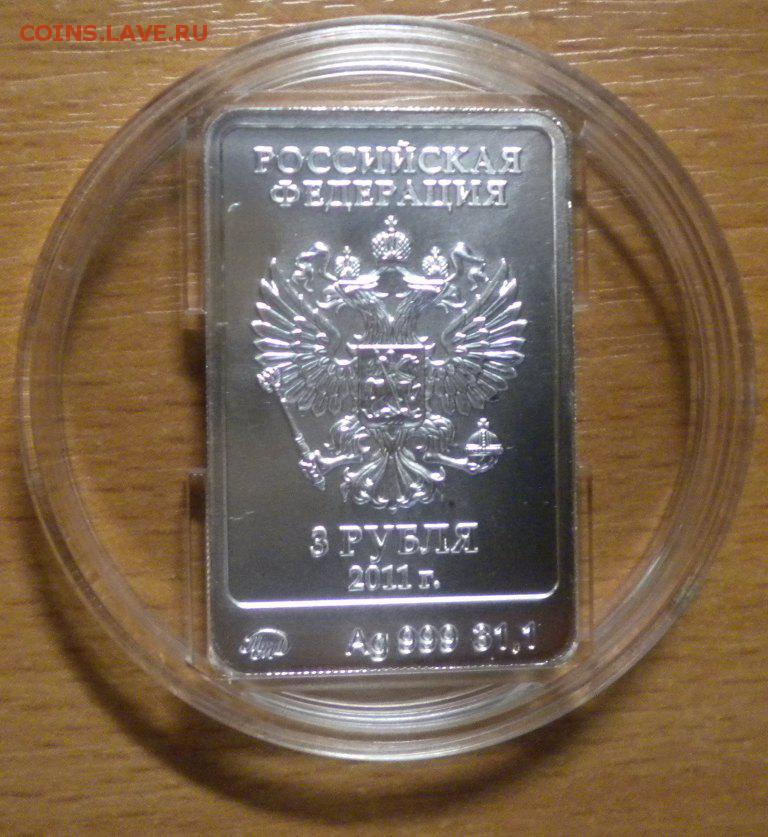 COINS.LAVE.RU
РОССИЙСКАЯ
ФЕДЕРАЦИЯ
3 РУБЛЯ
2011 г.
Ag 999 31,1